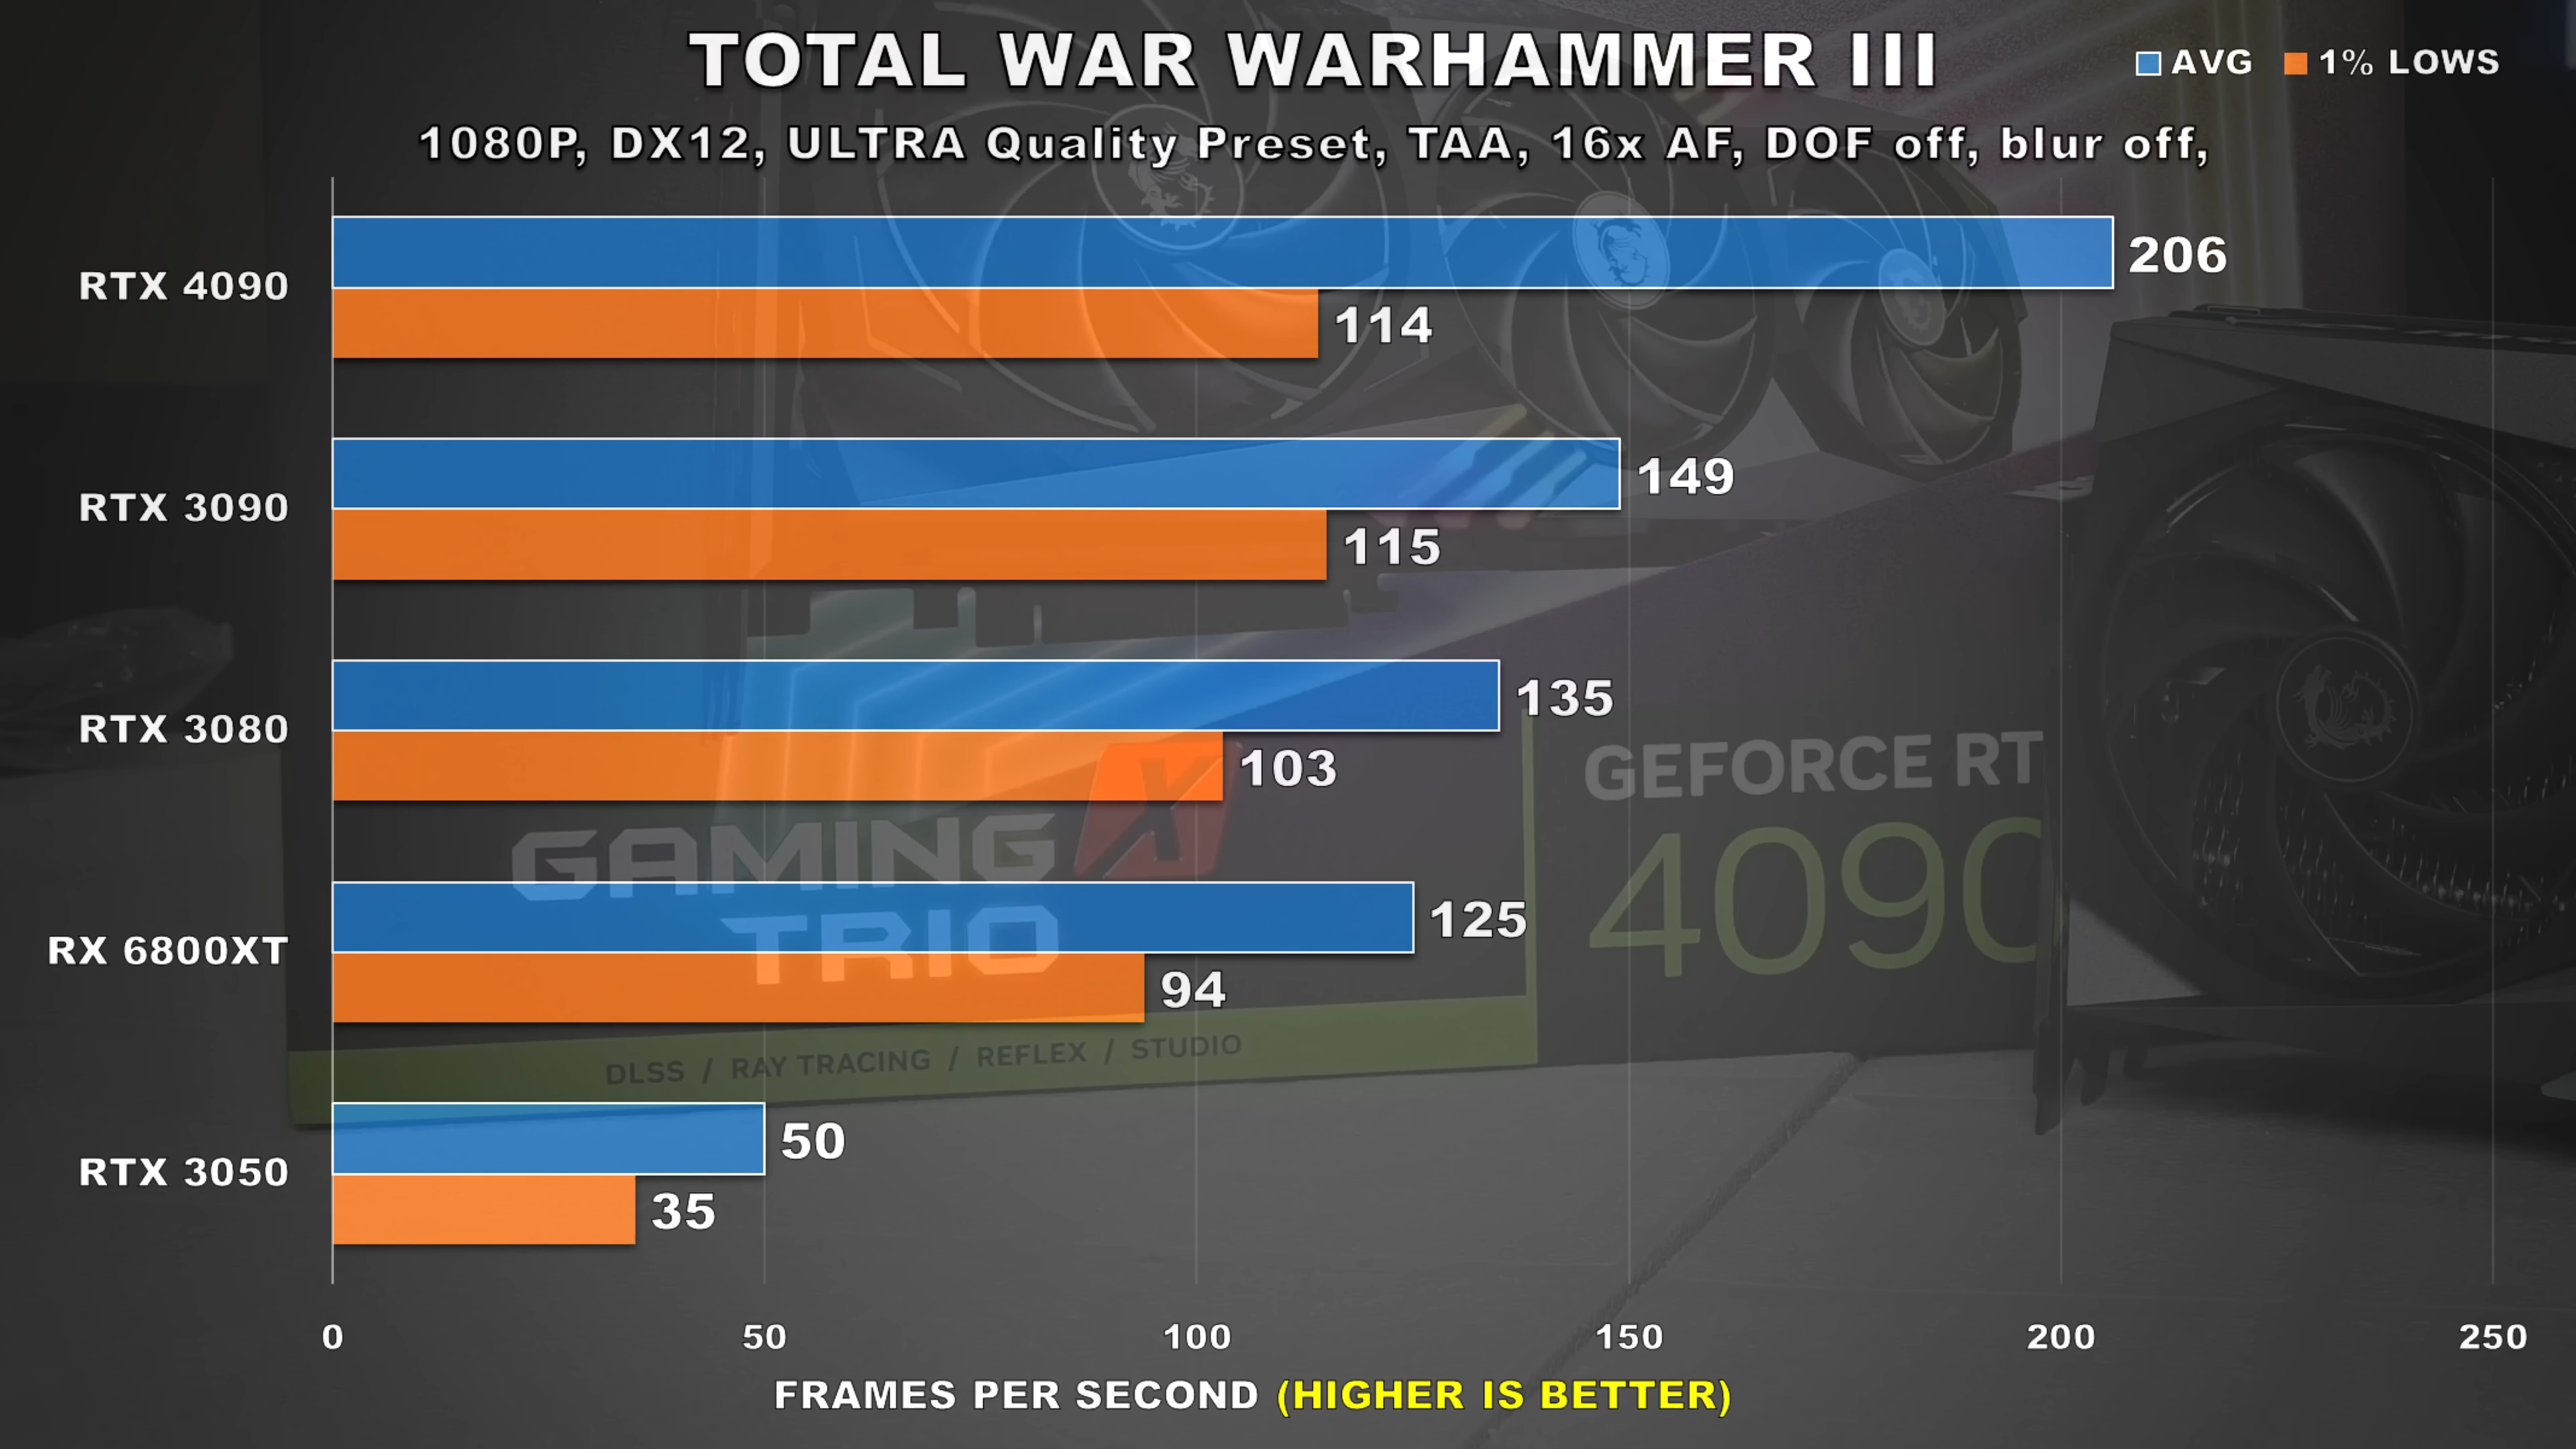 TOTAL WAR WARHAMMER III
AVG 1% LOWS
1080P, DX12, ULTRA Quality Preset, TAA, 16x AF, DOF off, blur off,
RTX 4090
206
114
RTX 3090
149
115
RTX 3080
135
103
GEFORCE RT
4090
GAMING X
TRIO
RX 6800XT
125
94
DLSS / RAY TRACING / REFLEX / STUDIO
RTX 3050
50
35
0 50 100 150 200 250
FRAMES PER SECOND (HIGHER IS BETTER)